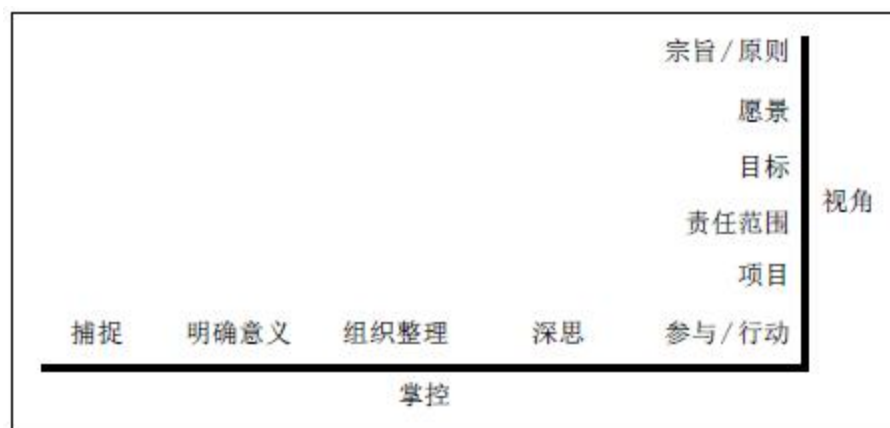 宗旨/原则
愿景
目标
视角
责任范围
项目
捕捉 明确意义 组织整理 深思 参与/行动
掌控